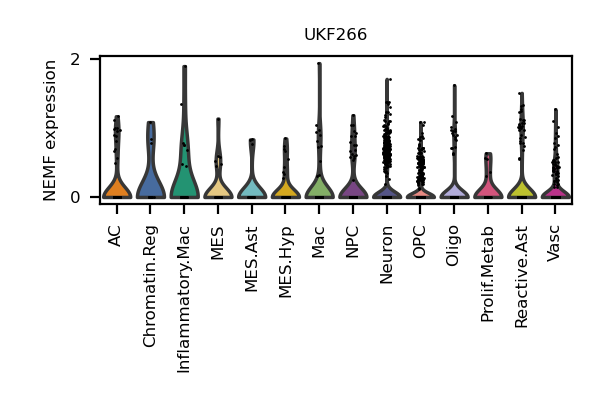 UKF266
NEMF expression
2
0
AC
Chromatin.Reg
Inflammatory.Mac
MES
MES.Ast
MES.Hyp
Mac
NPC
Neuron
OPC
Oligo
Prolif.Metab
Reactive.Ast
Vasc